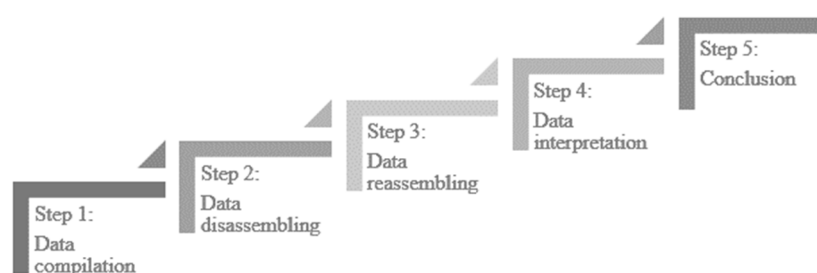 Step 1:
Data
compilation
Step 2:
Data
disassembling
Step 3:
Data
reassembling
Step 4:
Data
interpretation
Step 5:
Conclusion